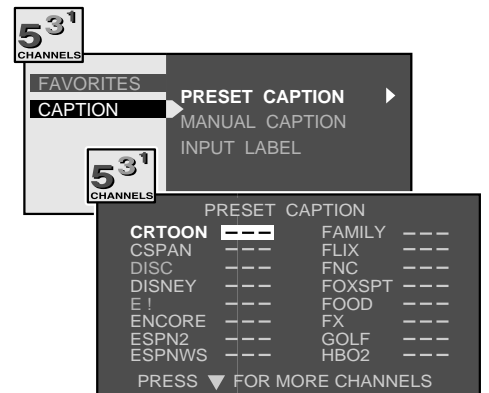 5 3 1
CHANNELS
FAVORITES
CAPTION
PRESET CAPTION
MANUAL CAPTION
INPUT LABEL
5 3 1
CHANNELS
PRESET CAPTION
CRTOON – – – FAMILY – – –
CSPAN – – – FLIX – – –
DISC – – – FNC – – –
DISNEY – – – FOXSPT – – –
E ! – – – FOOD – – –
ENCORE – – – FX – – –
ESPN2 – – – GOLF – – –
ESPNWS – – – HBO2 – – –
PRESS ▼ FOR MORE CHANNELS